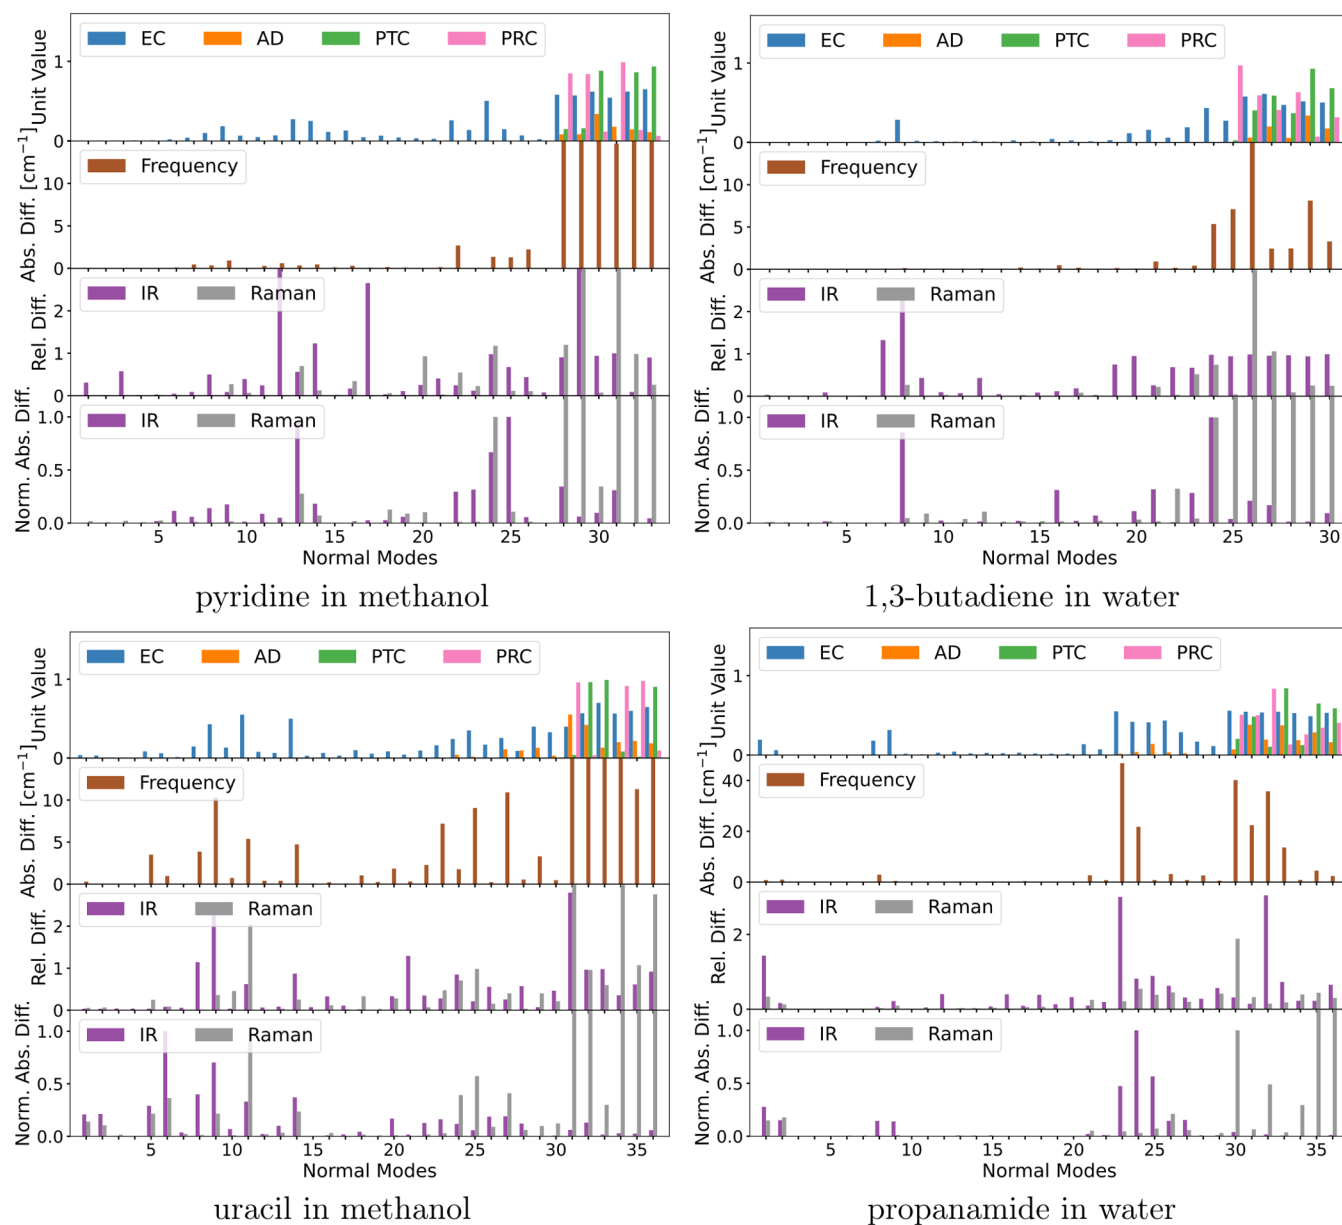 EC AD PTC PRC
Unit Value
1
0
Frequency
Abs. Diff. [cm⁻¹]
10
5
0
IR Raman
Rel. Diff.
2
1
0
IR Raman
Norm. Abs. Diff.
1.0
0.5
0.0
5 10 15 20 25 30
Normal Modes
pyridine in methanol
EC AD PTC PRC
Unit Value
1
0
Frequency
Abs. Diff. [cm⁻¹]
10
5
0
IR Raman
Rel. Diff.
2
1
0
IR Raman
Norm. Abs. Diff.
1.0
0.5
0.0
5 10 15 20 25 30
Normal Modes
1,3-butadiene in water
EC AD PTC PRC
Unit Value
1
0
Frequency
Abs. Diff. [cm⁻¹]
10
5
0
IR Raman
Rel. Diff.
2
1
0
IR Raman
Norm. Abs. Diff.
1.0
0.5
0.0
5 10 15 20 25 30 35
Normal Modes
uracil in methanol
EC AD PTC PRC
Unit Value
1
0
Frequency
Abs. Diff. [cm⁻¹]
40
20
0
IR Raman
Rel. Diff.
2
0
IR Raman
Norm. Abs. Diff.
1.0
0.5
0.0
5 10 15 20 25 30 35
Normal Modes
propanamide in water